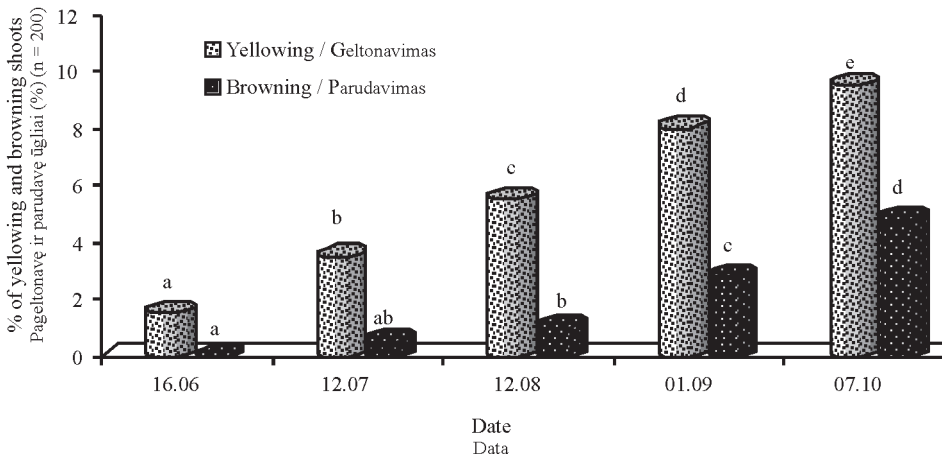 % of yellowing and browning shoots
Pageltonavę ir parudavę ūgliai (%) (n = 200)
12
10
8
6
4
2
0
Yellowing / Geltonavimas
Browning / Parudavimas
a
a
b
ab
c
b
d
c
e
d
16.06
12.07
12.08
01.09
07.10
Date
Data